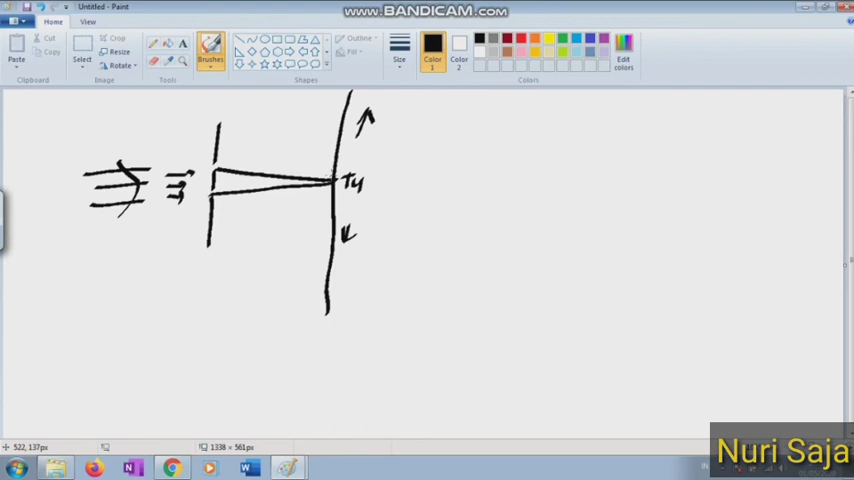 Untitled - Paint
WWW.BANDICAM.COM
Home
View
Paste
Cut
Copy
Clipboard
Select
Crop
Resize
Rotate
Image
A
Tools
Brushes
Outline
Fill
Shapes
Size
Color
1
Color
2
Edit
colors
Colors
522, 137px
1338 × 561px
IN
Nuri Saja